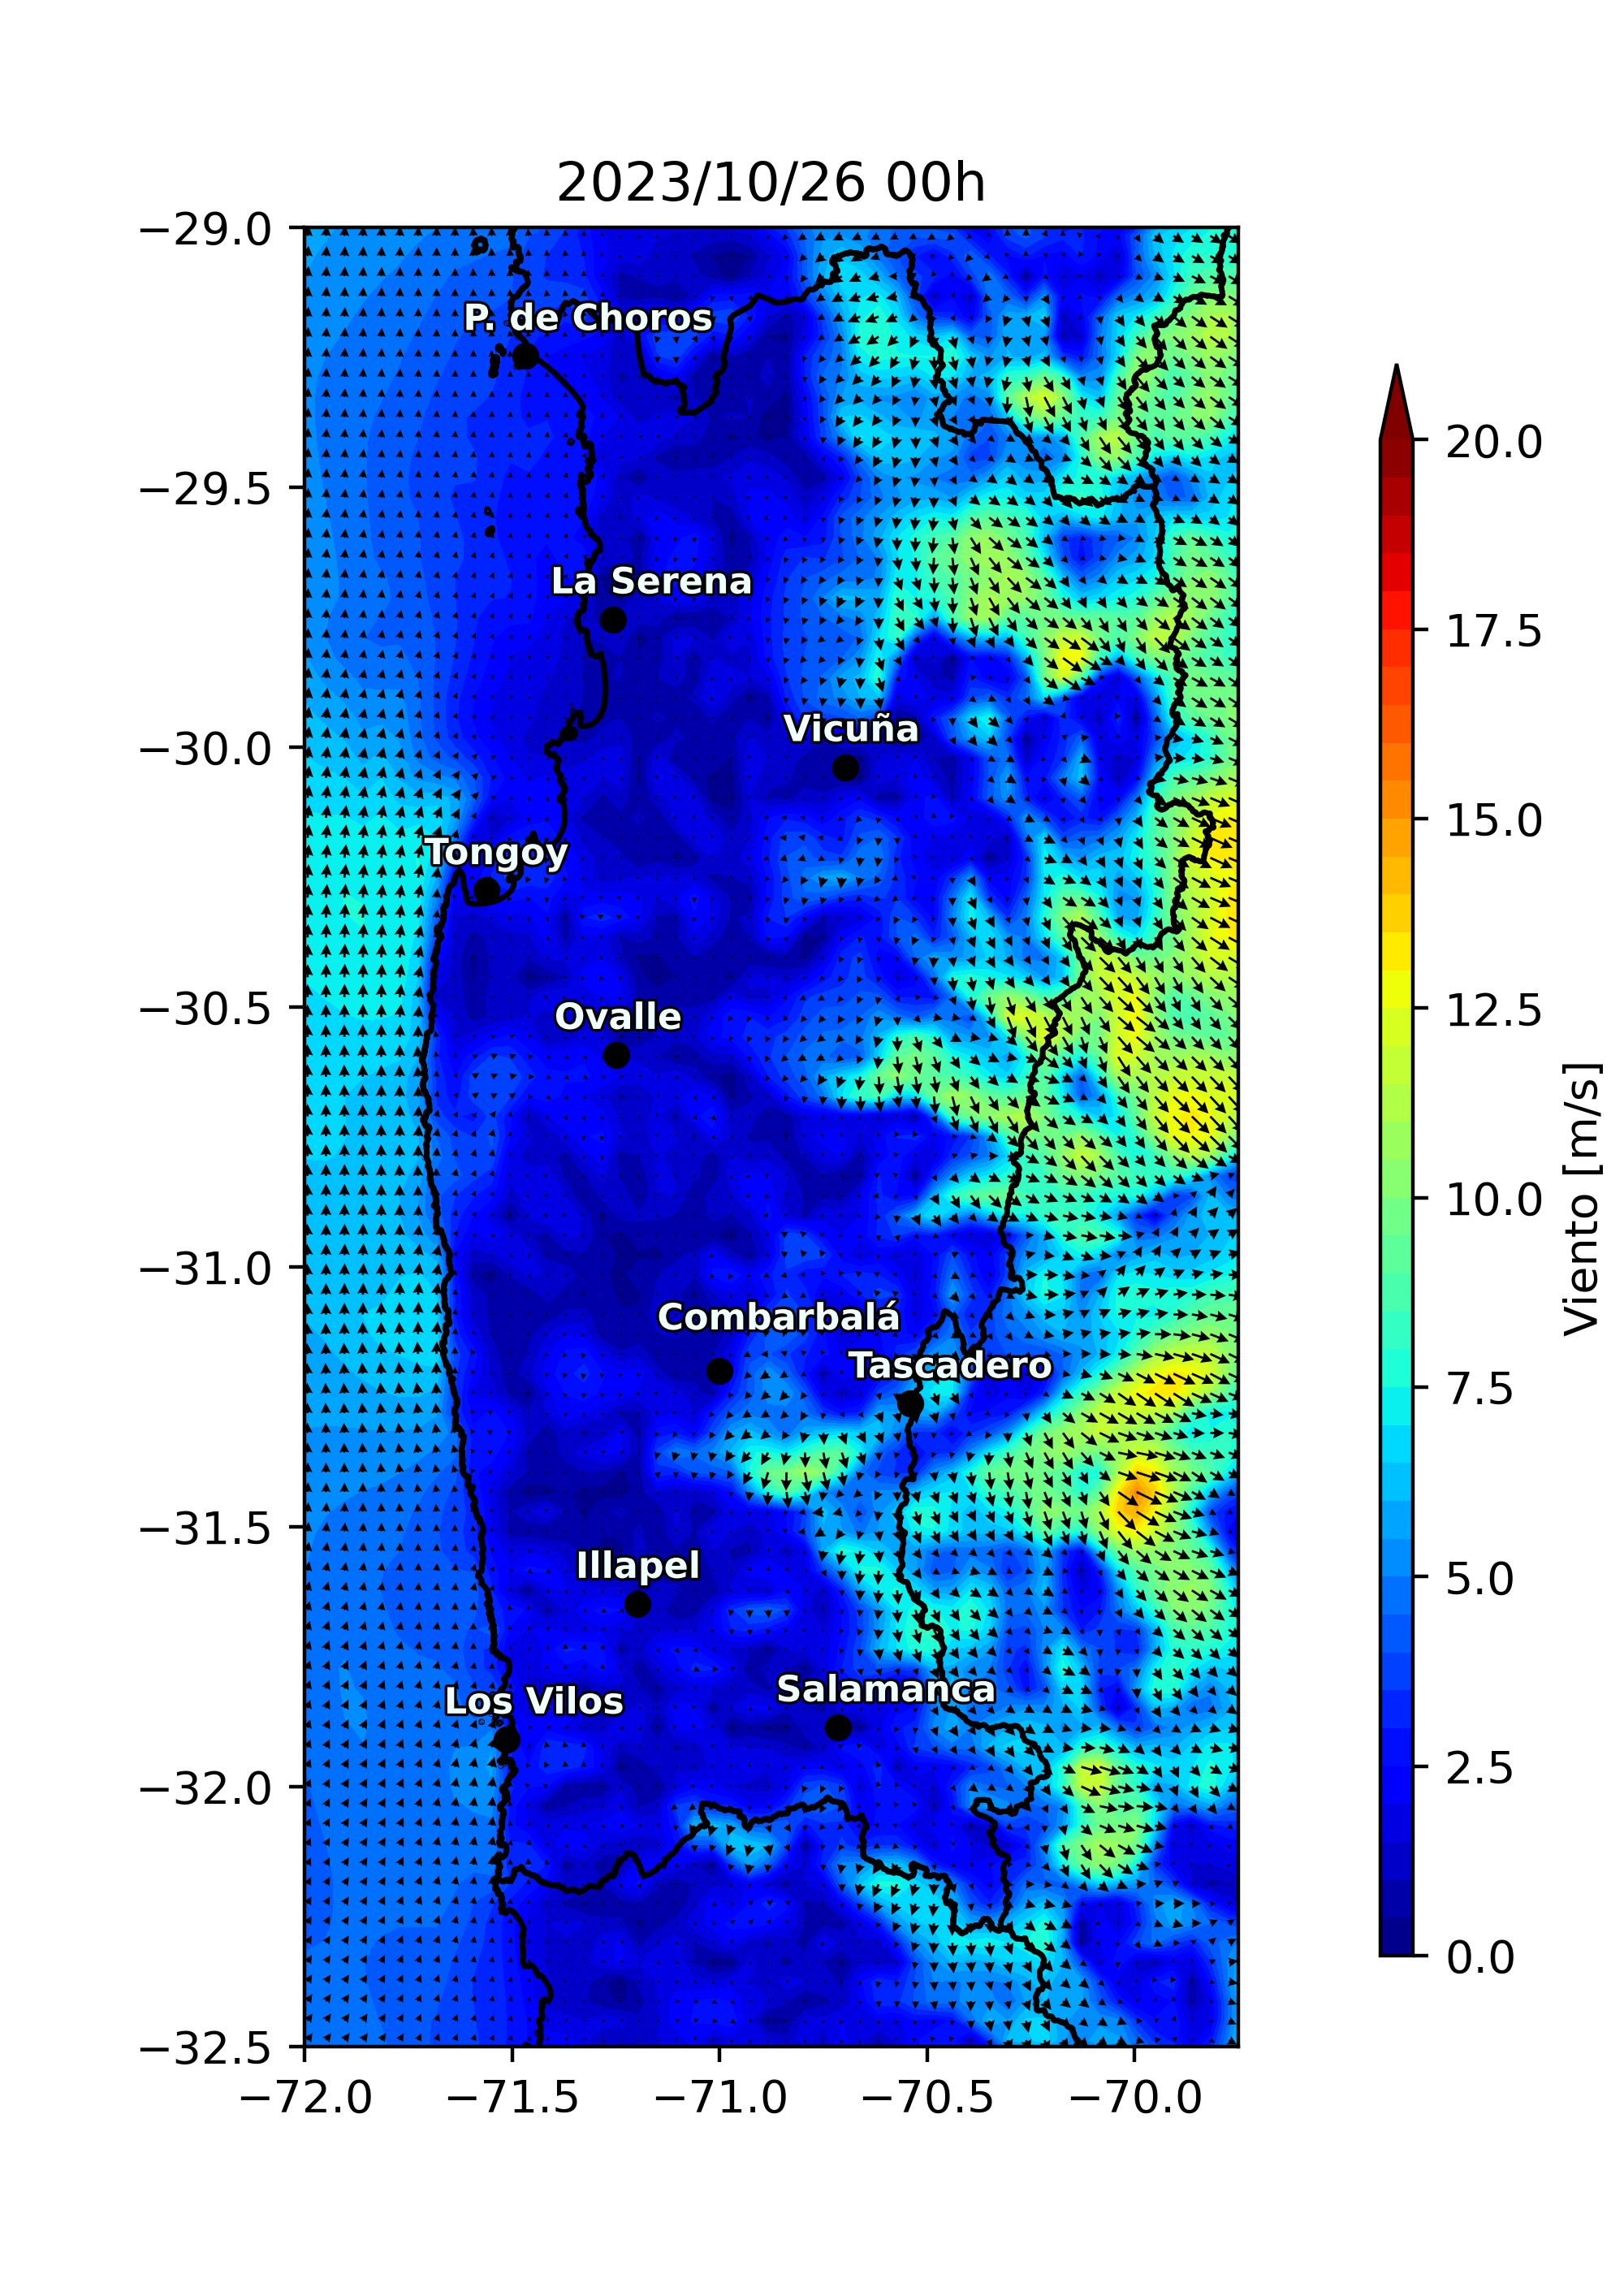 2023/10/26 00h
−29.0
−29.5
−30.0
−30.5
−31.0
−31.5
−32.0
−32.5
−72.0
−71.5
−71.0
−70.5
−70.0
P. de Choros
La Serena
Vicuña
Tongoy
Ovalle
Combarbalá
Tascadero
Illapel
Salamanca
Los Vilos
20.0
17.5
15.0
12.5
10.0
7.5
5.0
2.5
0.0
Viento [m/s]